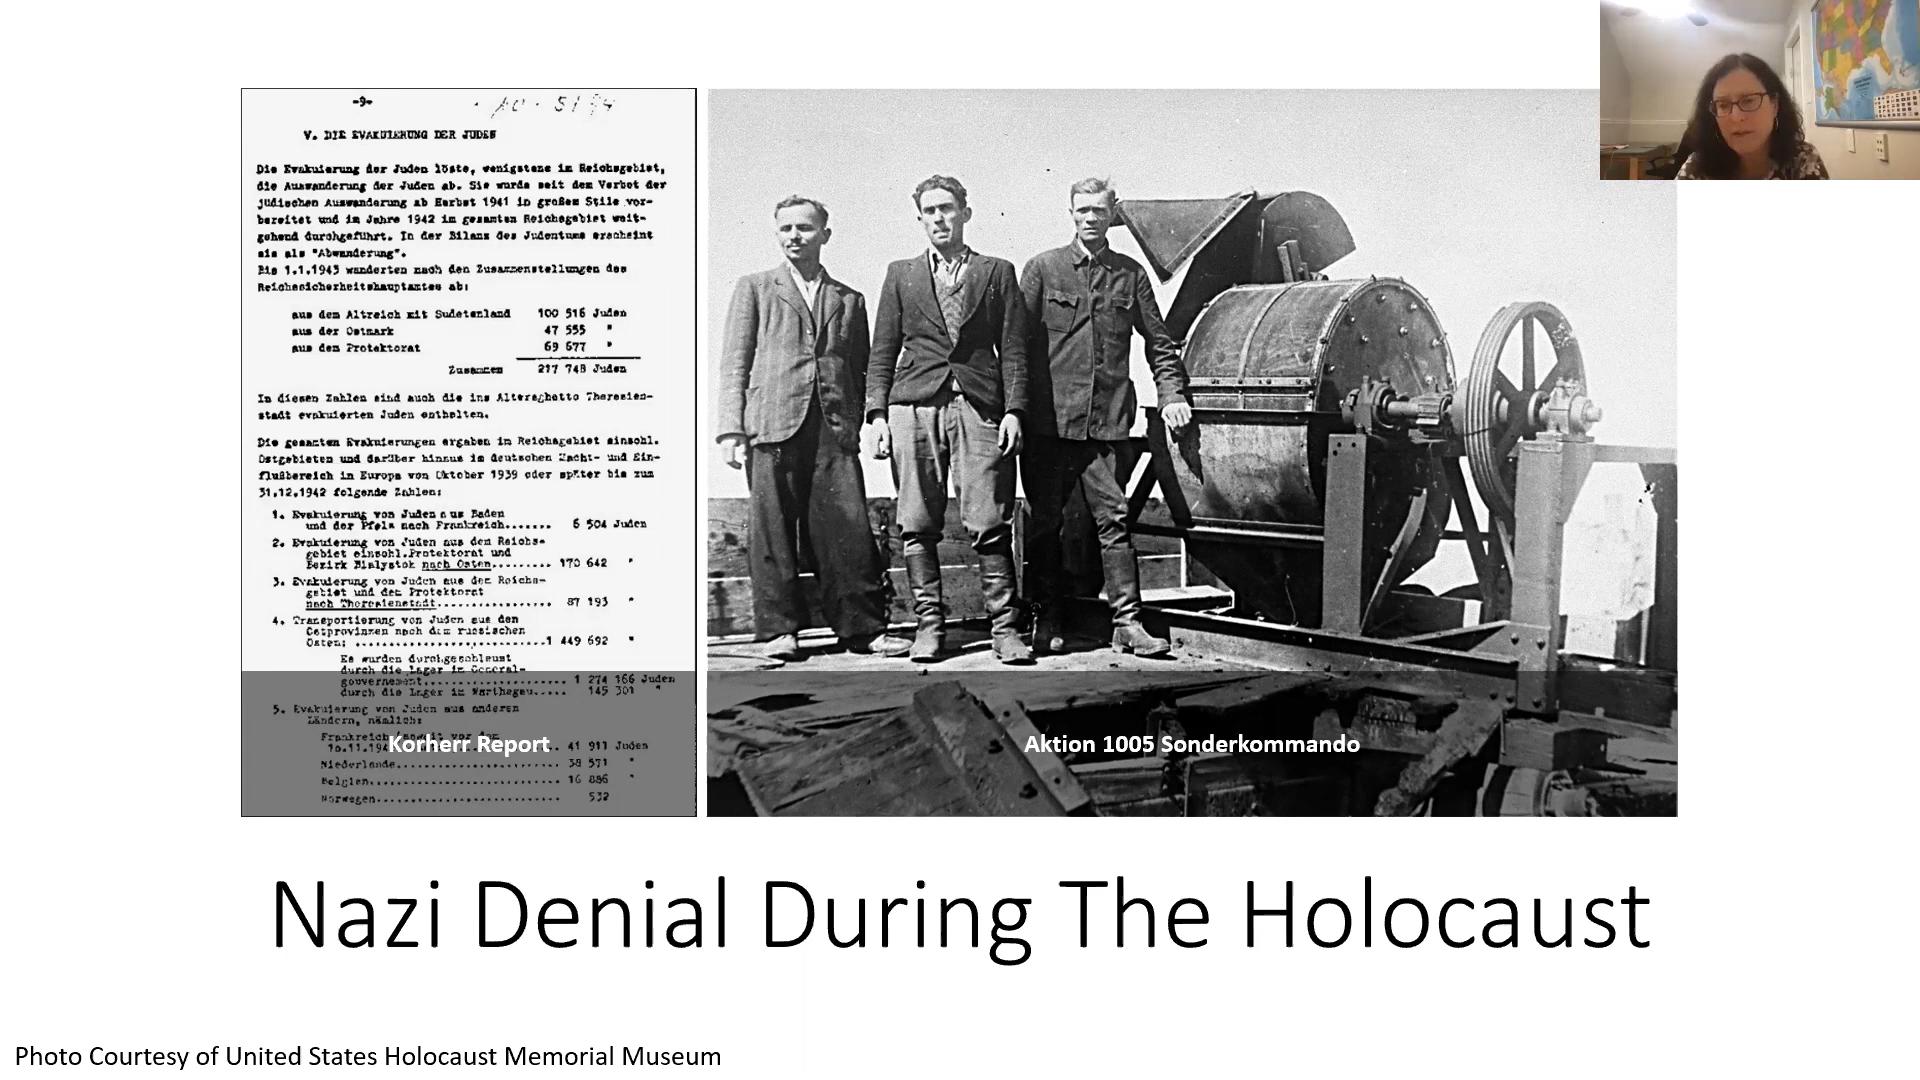 -9-
V. DIE EVAKUIERUNG DER JUDEN
Die Evakuierung der Juden löste, wenigstens im Reichsgebiet,
die Auswanderung der Juden ab. Sie wurde seit dem Verbot der
jüdischen Auswanderung ab Herbst 1941 in großem Stile vor-
bereitet und im Jahre 1942 im gesamten Reichsgebiet weit-
gehend durchgeführt. In der Bilanz des Judentums erscheint
sie als "Abwanderung".
Bis 1.1.1943 wanderten nach den Zusammenstellungen des
Reichssicherheitshauptamtes ab:
aus dem Altreich mit Sudetenland 100 516 Juden
aus der Ostmark 47 555 "
aus dem Protektorat 69 677 "
Zusammen 217 748 Juden
In diesen Zahlen sind auch die ins Altersghetto Theresien-
stadt evakuierten Juden enthalten.
Die gesamten Evakuierungen ergaben im Reichsgebiet einschl.
Ostgebieten und darüber hinaus im deutschen Macht- und Ein-
flußbereich in Europa von Oktober 1939 oder später bis zum
31.12.1942 folgende Zahlen:
1. Evakuierung von Juden aus Baden
und der Pfalz nach Frankreich....... 6 504 Juden
2. Evakuierung von Juden aus dem Reichs-
gebiet einschl.Protektorat und
Bezirk Bialystok nach Osten.......... 170 642 "
3. Evakuierung von Juden aus dem Reichs-
gebiet und dem Protektorat
nach Theresienstadt.................. 87 193 "
4. Transportierung von Juden aus den
Ostprovinzen nach dem russischen
Osten: .......................1 449 692 "
Es wurden durchgeschleust
durch die Lager im General-
gouvernement....................... 1 274 166 Juden
durch die Lager im Warthegau..... 145 301 "
5. Evakuierung von Juden aus anderen
Ländern, nämlich:
Frankreich (soweit vor dem
10.11.194 .. 41 911 Juden
Niederlande......................... 38 571 "
Belgien............................. 16 886 "
Norwegen............................ 532
Korherr Report
Aktion 1005 Sonderkommando
Nazi Denial During The Holocaust
Photo Courtesy of United States Holocaust Memorial Museum